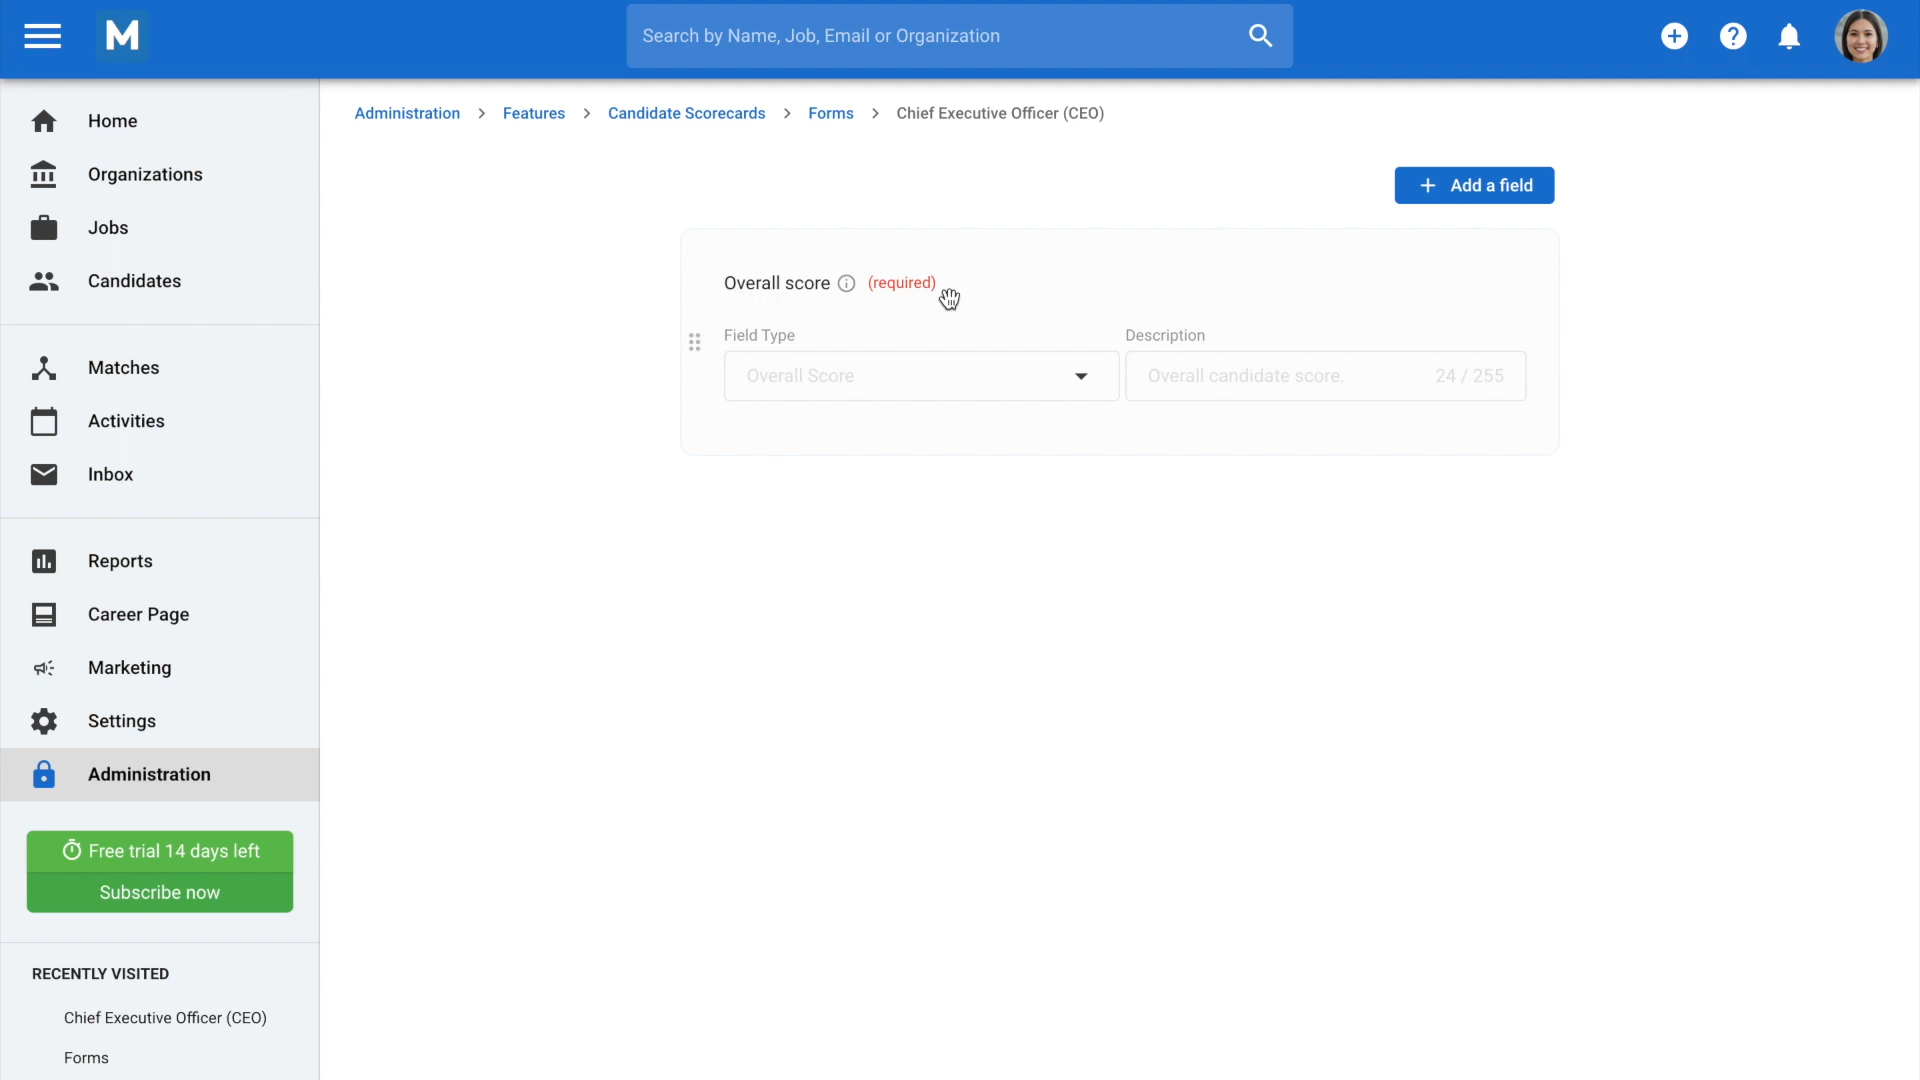 M
Search by Name, Job, Email or Organization
Home
Organizations
Jobs
Candidates
Matches
Activities
Inbox
Reports
Career Page
Marketing
Settings
Administration
Free trial 14 days left
Subscribe now
RECENTLY VISITED
Chief Executive Officer (CEO)
Forms
Administration > Features > Candidate Scorecards > Forms > Chief Executive Officer (CEO)
+ Add a field
Overall score (required)
Field Type
Overall Score
Description
Overall candidate score. 24 / 255